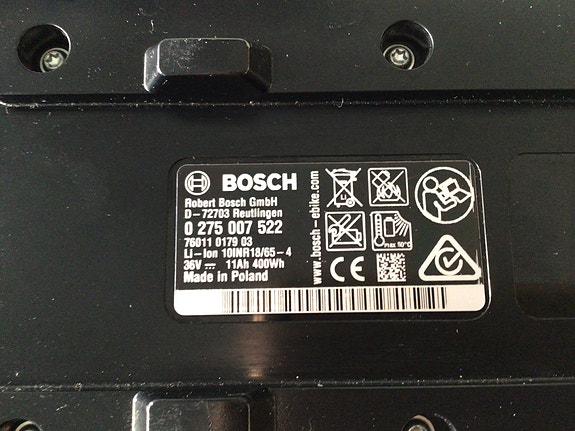 BOSCH
Robert Bosch GmbH
D-72703 Reutlingen
0 275 007 522
76011 0179 03
Li-Ion 10INR18/65-4
36V 11Ah 400Wh
Made in Poland
www.bosch-ebike.com
max 50°C
CE